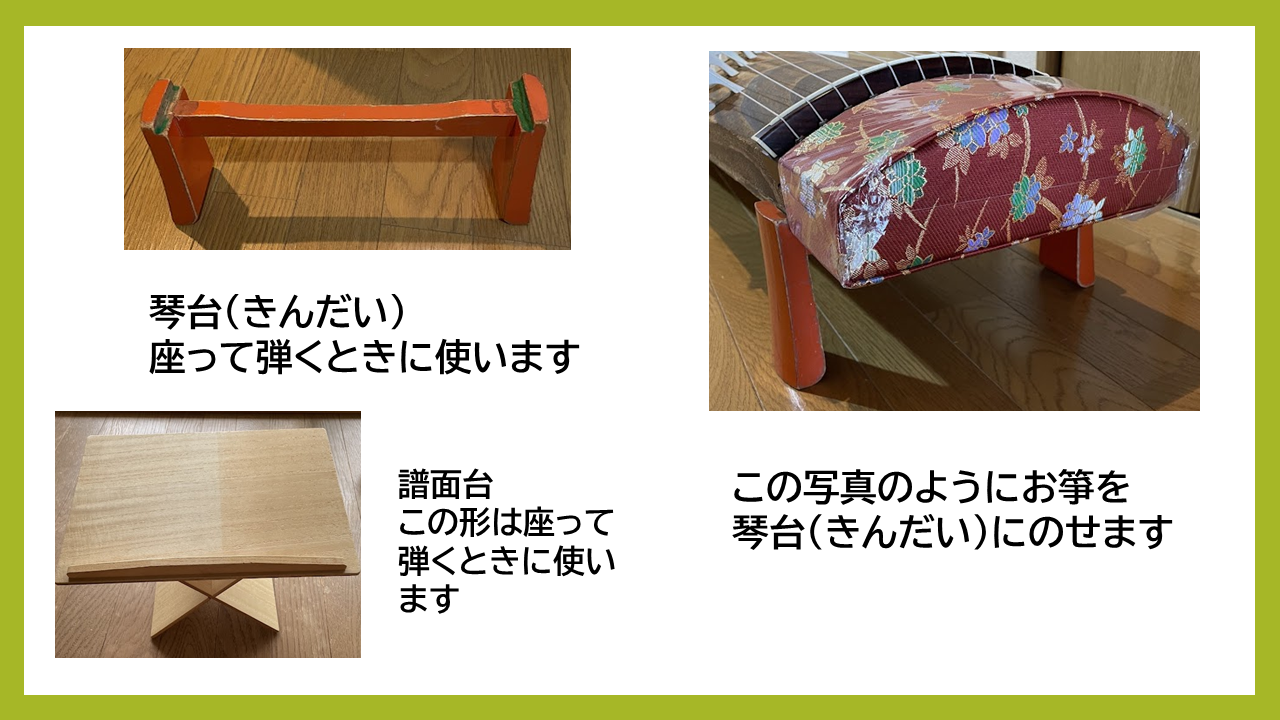 琴台（きんだい）
座って弾くときに使います
譜面台
この形は座って
弾くときに使い
ます
この写真のようにお箏を
琴台（きんだい）にのせます